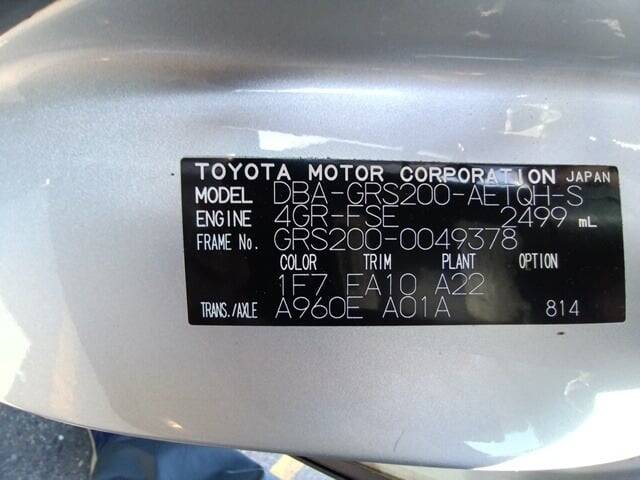 TOYOTA MOTOR CORPORATION JAPAN
MODEL DBA-GRS200-AETQH-S
ENGINE 4GR-FSE 2499 mL
FRAME No. GRS200-0049378
COLOR TRIM PLANT OPTION
1F7 FA10 A22
TRANS./AXLE A960E A01A 814